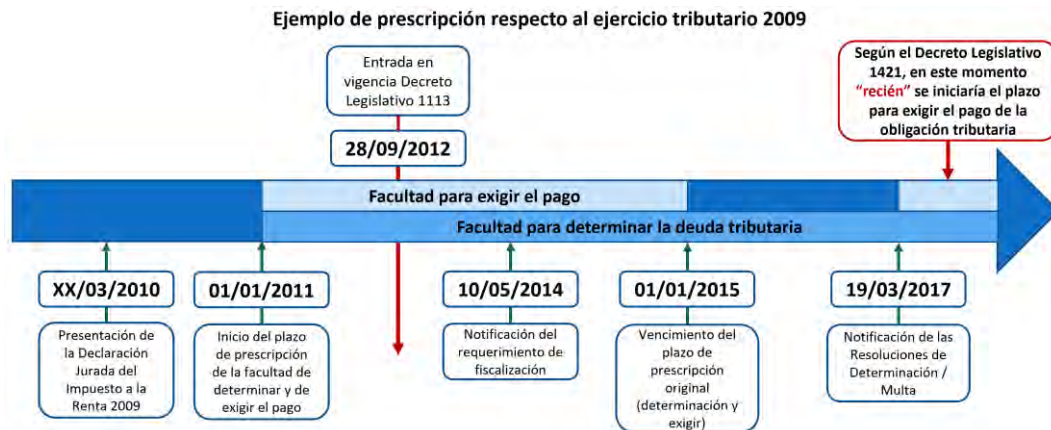 Ejemplo de prescripción respecto al ejercicio tributario 2009
Entrada en
vigencia Decreto
Legislativo 1113
28/09/2012
Según el Decreto Legislativo
1421, en este momento
“recién” se iniciaría el plazo
para exigir el pago de la
obligación tributaria
Facultad para exigir el pago
Facultad para determinar la deuda tributaria
XX/03/2010
Presentación de
la Declaración
Jurada del
Impuesto a la
Renta 2009
01/01/2011
Inicio del plazo
de prescripción
de la facultad de
determinar y de
exigir el pago
10/05/2014
Notificación del
requerimiento de
fiscalización
01/01/2015
Vencimiento del
plazo de
prescripción
original
(determinación y
exigir)
19/03/2017
Notificación de las
Resoluciones de
Determinación /
Multa